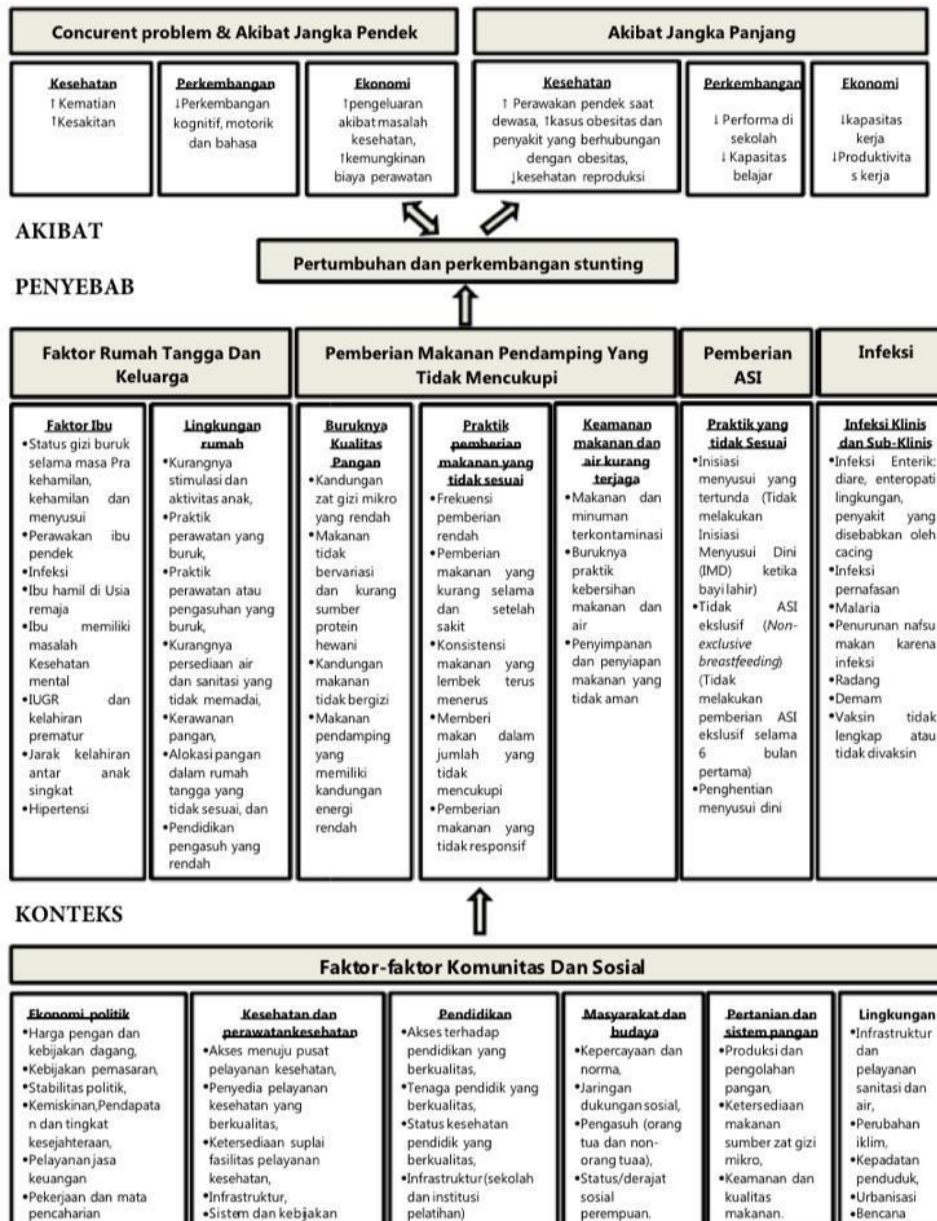 Concurent problem & Akibat Jangka Pendek
Akibat Jangka Panjang
Kesehatan
↑ Kematian
↑Kesakitan
Perkembangan
↓Perkembangan
kognitif, motorik
dan bahasa
Ekonomi
↑pengeluaran
akibat masalah
kesehatan,
↑kemungkinan
biaya perawatan
Kesehatan
↑ Perawakan pendek saat
dewasa, ↑kasus obesitas dan
penyakit yang berhubungan
dengan obesitas,
↓kesehatan reproduksi
Perkembangan
↓ Performa di
sekolah
↓ Kapasitas
belajar
Ekonomi
↓kapasitas
kerja
↓Produktivita
s kerja
AKIBAT
Pertumbuhan dan perkembangan stunting
PENYEBAB
Faktor Rumah Tangga Dan
Keluarga
Pemberian Makanan Pendamping Yang
Tidak Mencukupi
Pemberian
ASI
Infeksi
Faktor Ibu
•Status gizi buruk
selama masa Pra
kehamilan,
kehamilan dan
menyusui
•Perawakan ibu
pendek
•Infeksi
•Ibu hamil di Usia
remaja
•Ibu memiliki
masalah
Kesehatan
mental
•IUGR dan
kelahiran
prematur
•Jarak kelahiran
antar anak
singkat
•Hipertensi
Lingkungan
rumah
•Kurangnya
stimulasi dan
aktivitas anak,
•Praktik
perawatan yang
buruk,
•Praktik
perawatan atau
pengasuhan yang
buruk,
•Kurangnya
persediaan air
dan sanitasi yang
tidak memadai,
•Kerawanan
pangan,
•Alokasi pangan
dalam rumah
tangga yang
tidak sesuai, dan
•Pendidikan
pengasuh yang
rendah
Buruknya
Kualitas
Pangan
•Kandungan
zat gizi mikro
yang rendah
•Makanan
tidak
bervariasi
dan kurang
sumber
protein
hewani
•Kandungan
makanan
tidak bergizi
•Makanan
pendamping
yang
memiliki
kandungan
energi
rendah
Praktik
pemberian
makanan yang
tidak sesuai
•Frekuensi
pemberian
rendah
•Pemberian
makanan yang
kurang selama
dan setelah
sakit
•Konsistensi
makanan yang
lembek terus
menerus
•Memberi
makan dalam
jumlah yang
tidak
mencukupi
•Pemberian
makanan yang
tidak responsif
Keamanan
makanan dan
air kurang
terjaga
•Makanan dan
minuman
terkontaminasi
•Buruknya
praktik
kebersihan
makanan dan
air
•Penyimpanan
dan penyiapan
makanan yang
tidak aman
Praktik yang
tidak Sesuai
•Inisiasi
menyusui yang
tertunda (Tidak
melakukan
Inisiasi
Menyusui Dini
(IMD) ketika
bayi lahir)
•Tidak ASI
ekslusif (Non-
exclusive
breastfeeding)
(Tidak
melakukan
pemberian ASI
ekslusif selama
6 bulan
pertama)
•Penghentian
menyusui dini
Infeksi Klinis
dan Sub-Klinis
•Infeksi Enterik:
diare, enteropati
lingkungan,
penyakit yang
disebabkan oleh
cacing
•Infeksi
pernafasan
•Malaria
•Penurunan nafsu
makan karena
infeksi
•Radang
•Demam
•Vaksin tidak
lengkap atau
tidak divaksin
KONTEKS
Faktor-faktor Komunitas Dan Sosial
Ekonomi politik
•Harga pengan dan
kebijakan dagang,
•Kebijakan pemasaran,
•Stabilitas politik,
•Kemiskinan,Pendapata
n dan tingkat
kesejahteraan,
•Pelayanan jasa
keuangan
•Pekerjaan dan mata
pencaharian
Kesehatan dan
perawatankesehatan
•Akses menuju pusat
pelayanan kesehatan,
•Penyedia pelayanan
kesehatan yang
berkualitas,
•Ketersediaan suplai
fasilitas pelayanan
kesehatan,
•Infrastruktur,
•Sistem dan kebijakan
Pendidikan
•Akses terhadap
pendidikan yang
berkualitas,
•Tenaga pendidik yang
berkualitas,
•Status kesehatan
pendidik yang
berkualitas,
•Infrastruktur(sekolah
dan institusi
pelatihan)
Masyarakat dan
budaya
•Kepercayaan dan
norma,
•Jaringan
dukungan sosial,
•Pengasuh (orang
tua dan non-
orang tuaa),
•Status/derajat
sosial
perempuan.
Pertanian dan
sistem pangan
•Produksi dan
pengolahan
pangan,
•Ketersediaan
makanan
sumber zat gizi
mikro,
•Keamanan dan
kualitas
makanan.
Lingkungan
•Infrastruktur
dan
pelayanan
sanitasi dan
air,
•Perubahan
iklim,
•Kepadatan
penduduk,
•Urbanisasi
•Bencana